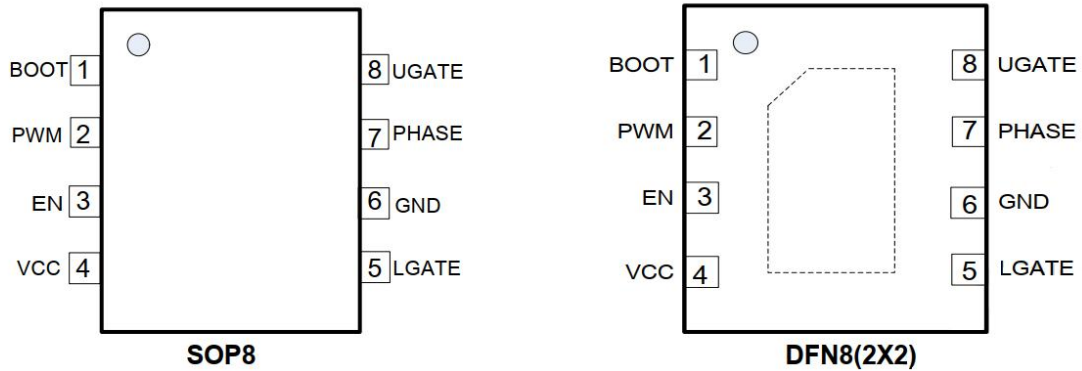 BOOT 1 8 UGATE
PWM 2 7 PHASE
EN 3 6 GND
VCC 4 5 LGATE
SOP8
BOOT 1 8 UGATE
PWM 2 7 PHASE
EN 3 6 GND
VCC 4 5 LGATE
DFN8(2X2)